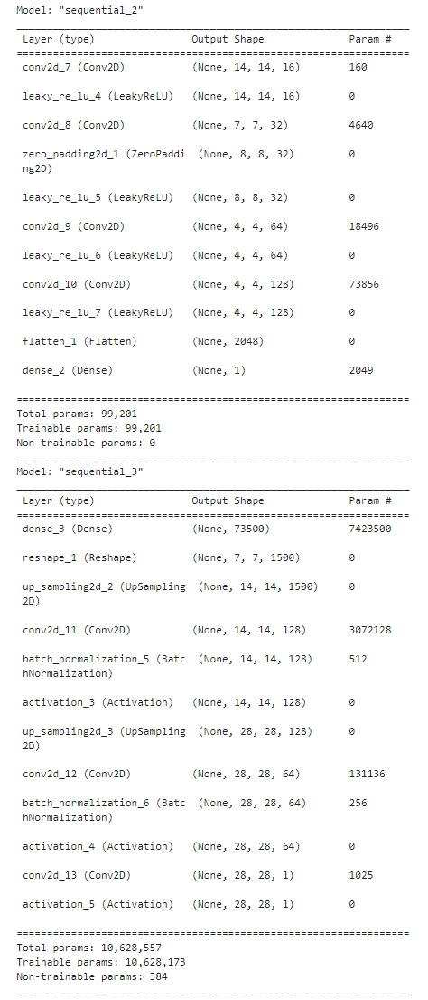 Model: "sequential_2"
_________________________________________________________________
Layer (type) Output Shape Param #
=================================================================
conv2d_7 (Conv2D) (None, 14, 14, 16) 160
leaky_re_lu_4 (LeakyReLU) (None, 14, 14, 16) 0
conv2d_8 (Conv2D) (None, 7, 7, 32) 4640
zero_padding2d_1 (ZeroPaddi (None, 8, 8, 32) 0
ng2D)
leaky_re_lu_5 (LeakyReLU) (None, 8, 8, 32) 0
conv2d_9 (Conv2D) (None, 4, 4, 64) 18496
leaky_re_lu_6 (LeakyReLU) (None, 4, 4, 64) 0
conv2d_10 (Conv2D) (None, 4, 4, 128) 73856
leaky_re_lu_7 (LeakyReLU) (None, 4, 4, 128) 0
flatten_1 (Flatten) (None, 2048) 0
dense_2 (Dense) (None, 1) 2049
=================================================================
Total params: 99,201
Trainable params: 99,201
Non-trainable params: 0
_________________________________________________________________
Model: "sequential_3"
_________________________________________________________________
Layer (type) Output Shape Param #
=================================================================
dense_3 (Dense) (None, 73500) 7423500
reshape_1 (Reshape) (None, 7, 7, 1500) 0
up_sampling2d_2 (UpSampling (None, 14, 14, 1500) 0
2D)
conv2d_11 (Conv2D) (None, 14, 14, 128) 3072128
batch_normalization_5 (Batc (None, 14, 14, 128) 512
hNormalization)
activation_3 (Activation) (None, 14, 14, 128) 0
up_sampling2d_3 (UpSampling (None, 28, 28, 128) 0
2D)
conv2d_12 (Conv2D) (None, 28, 28, 64) 131136
batch_normalization_6 (Batc (None, 28, 28, 64) 256
hNormalization)
activation_4 (Activation) (None, 28, 28, 64) 0
conv2d_13 (Conv2D) (None, 28, 28, 1) 1025
activation_5 (Activation) (None, 28, 28, 1) 0
=================================================================
Total params: 10,628,557
Trainable params: 10,628,173
Non-trainable params: 384
_________________________________________________________________